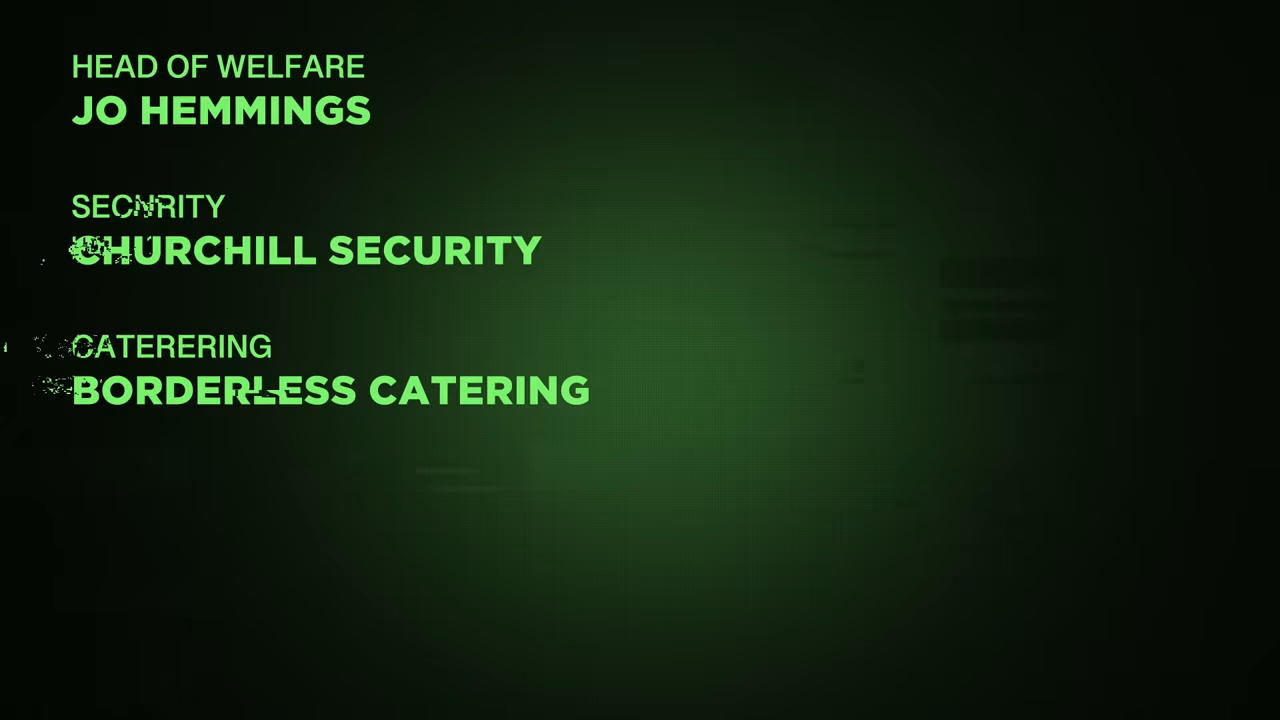 HEAD OF WELFARE
JO HEMMINGS
SECURITY
CHURCHILL SECURITY
CATERERING
BORDERLESS CATERING